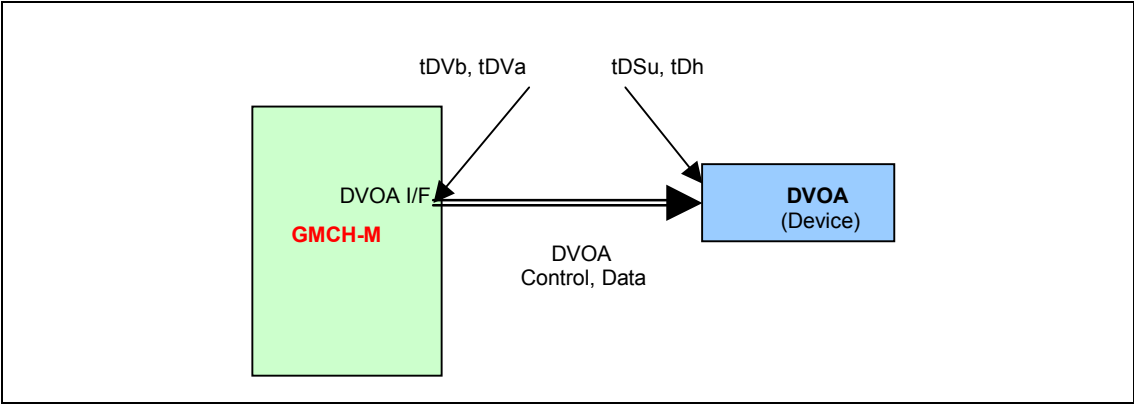 tDVb, tDVa
tDSu, tDh
DVOA I/F
GMCH-M
DVOA
(Device)
DVOA
Control, Data